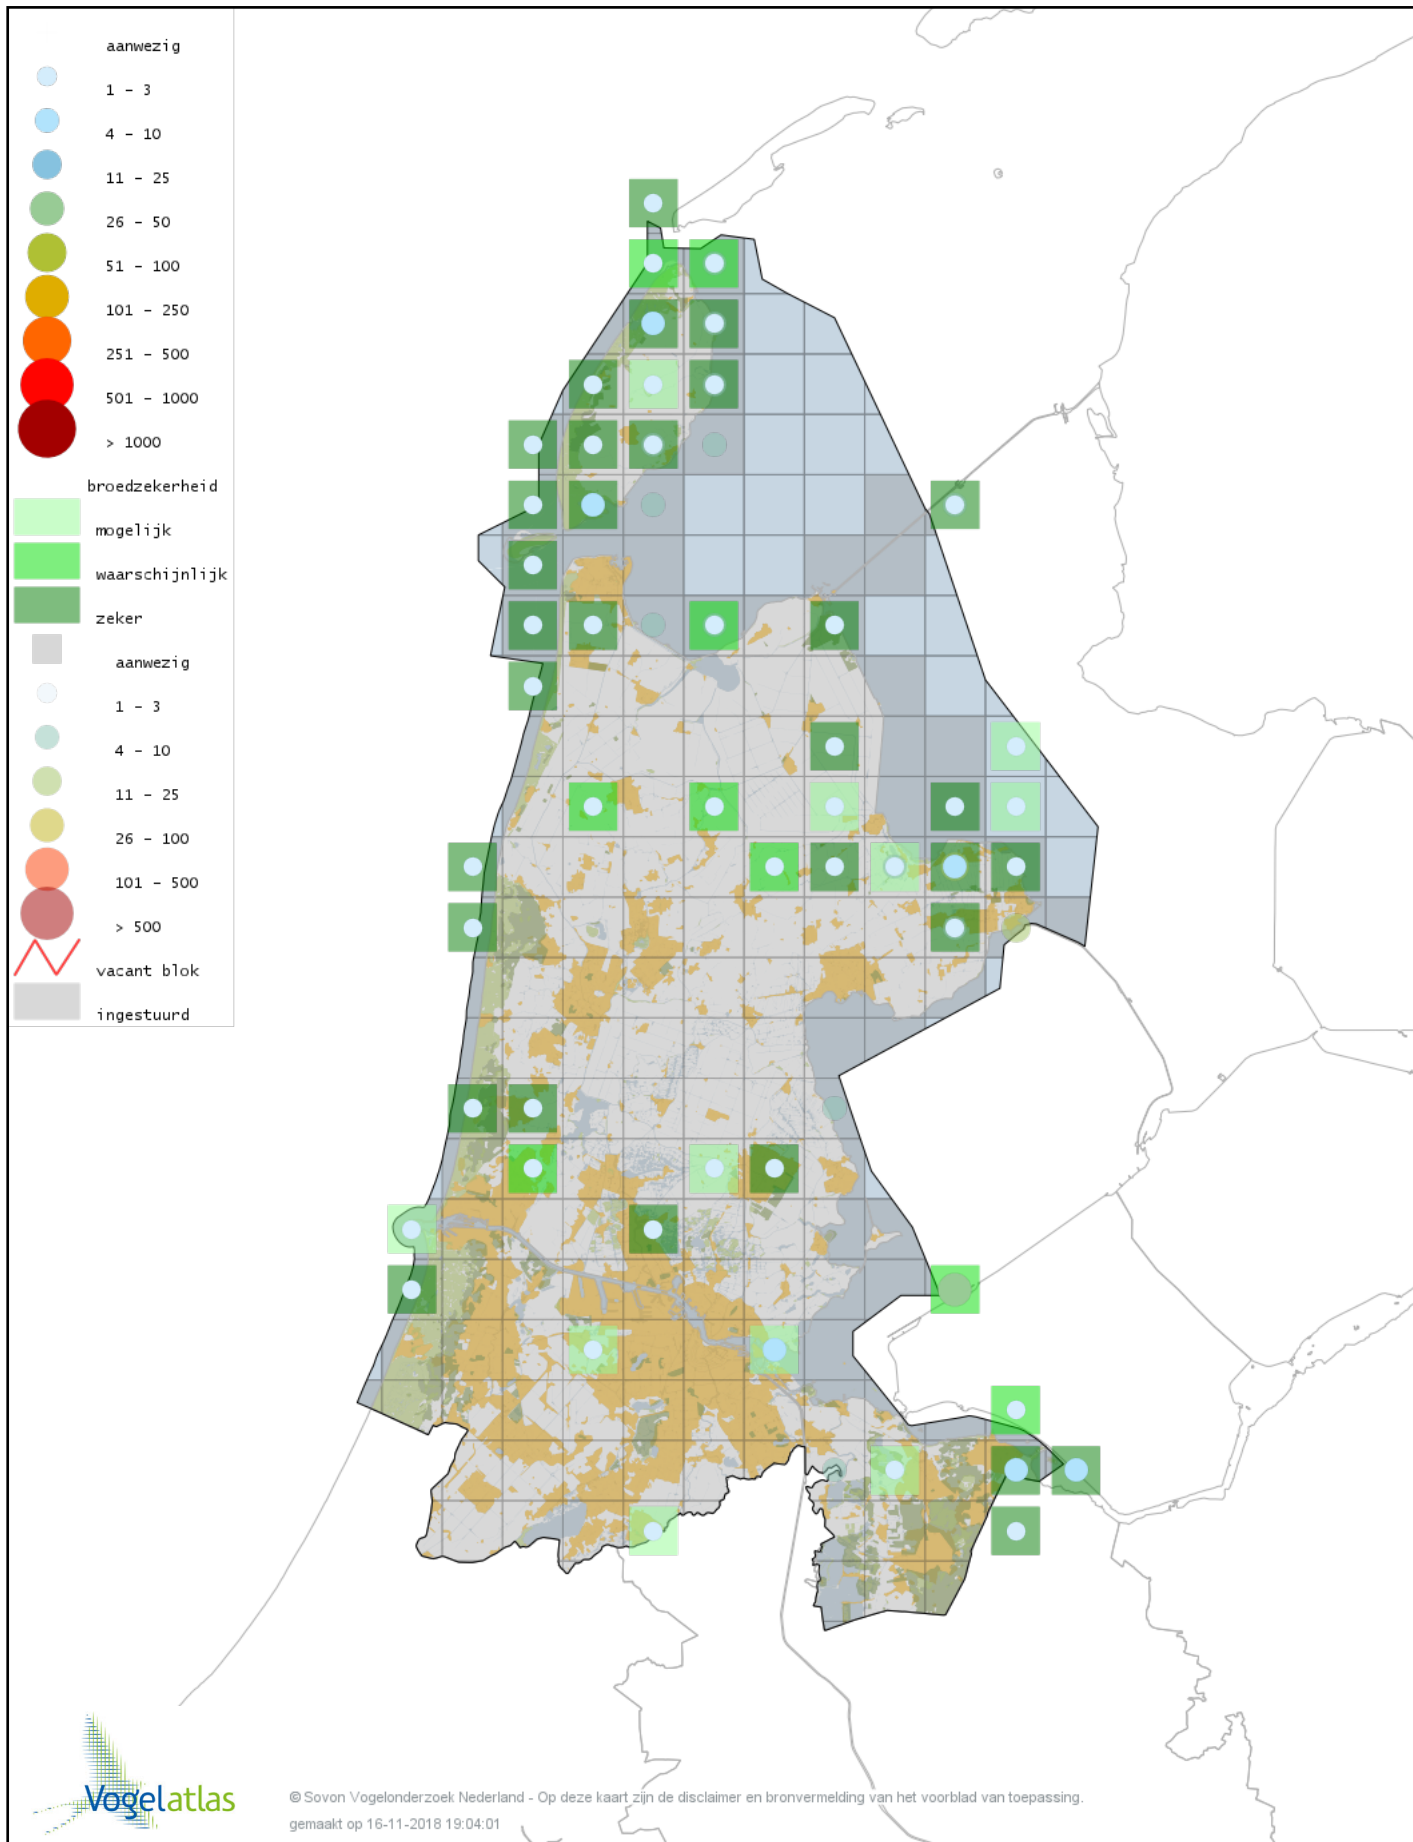 aanwezig
1 - 3
4 - 10
11 - 25
26 - 50
51 - 100
101 - 250
251 - 500
501 - 1000
> 1000
broedzekerheid
mogelijk
waarschijnlijk
zeker
aanwezig
1 - 3
4 - 10
11 - 25
26 - 100
101 - 500
> 500
vacant blok
ingestuurd
Vogelatlas
© Sovon Vogelonderzoek Nederland - Op deze kaart zijn de disclaimer en bronvermelding van het voorblad van toepassing.
gemaakt op 16-11-2018 19:04:01